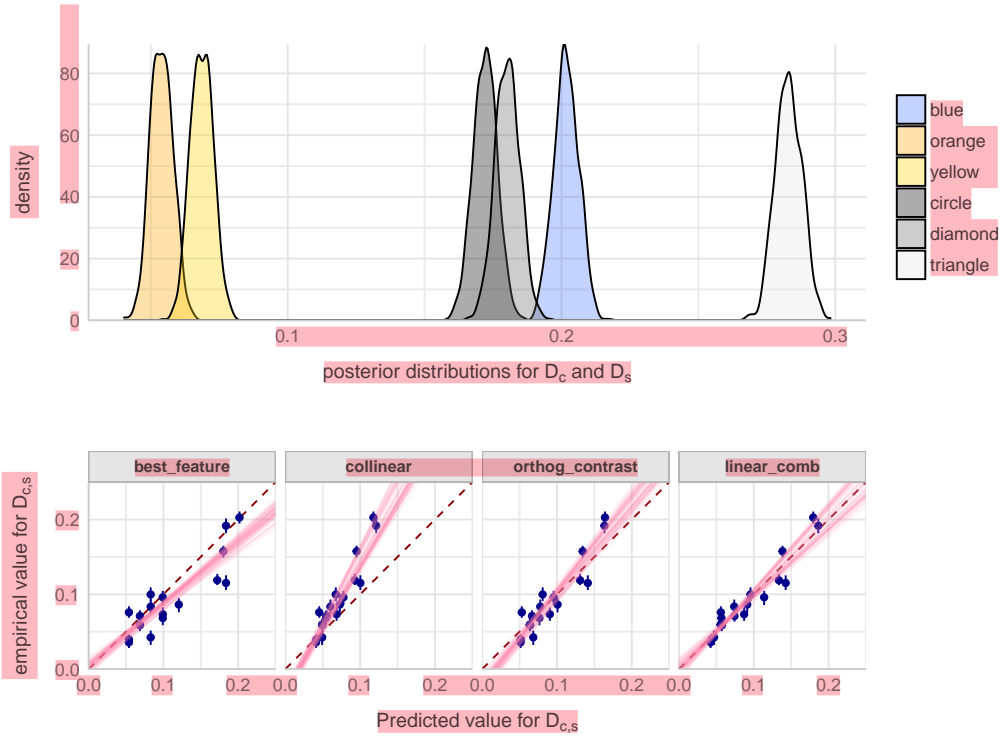 80
60
40
20
0
density
0.1 0.2 0.3
posterior distributions for Dc and Ds
blue
orange
yellow
circle
diamond
triangle
best_feature collinear orthog_contrast linear_comb
0.2
0.1
0.0
empirical value for Dc,s
0.0 0.1 0.2 0.0 0.1 0.2 0.0 0.1 0.2 0.0 0.1 0.2
Predicted value for Dc,s